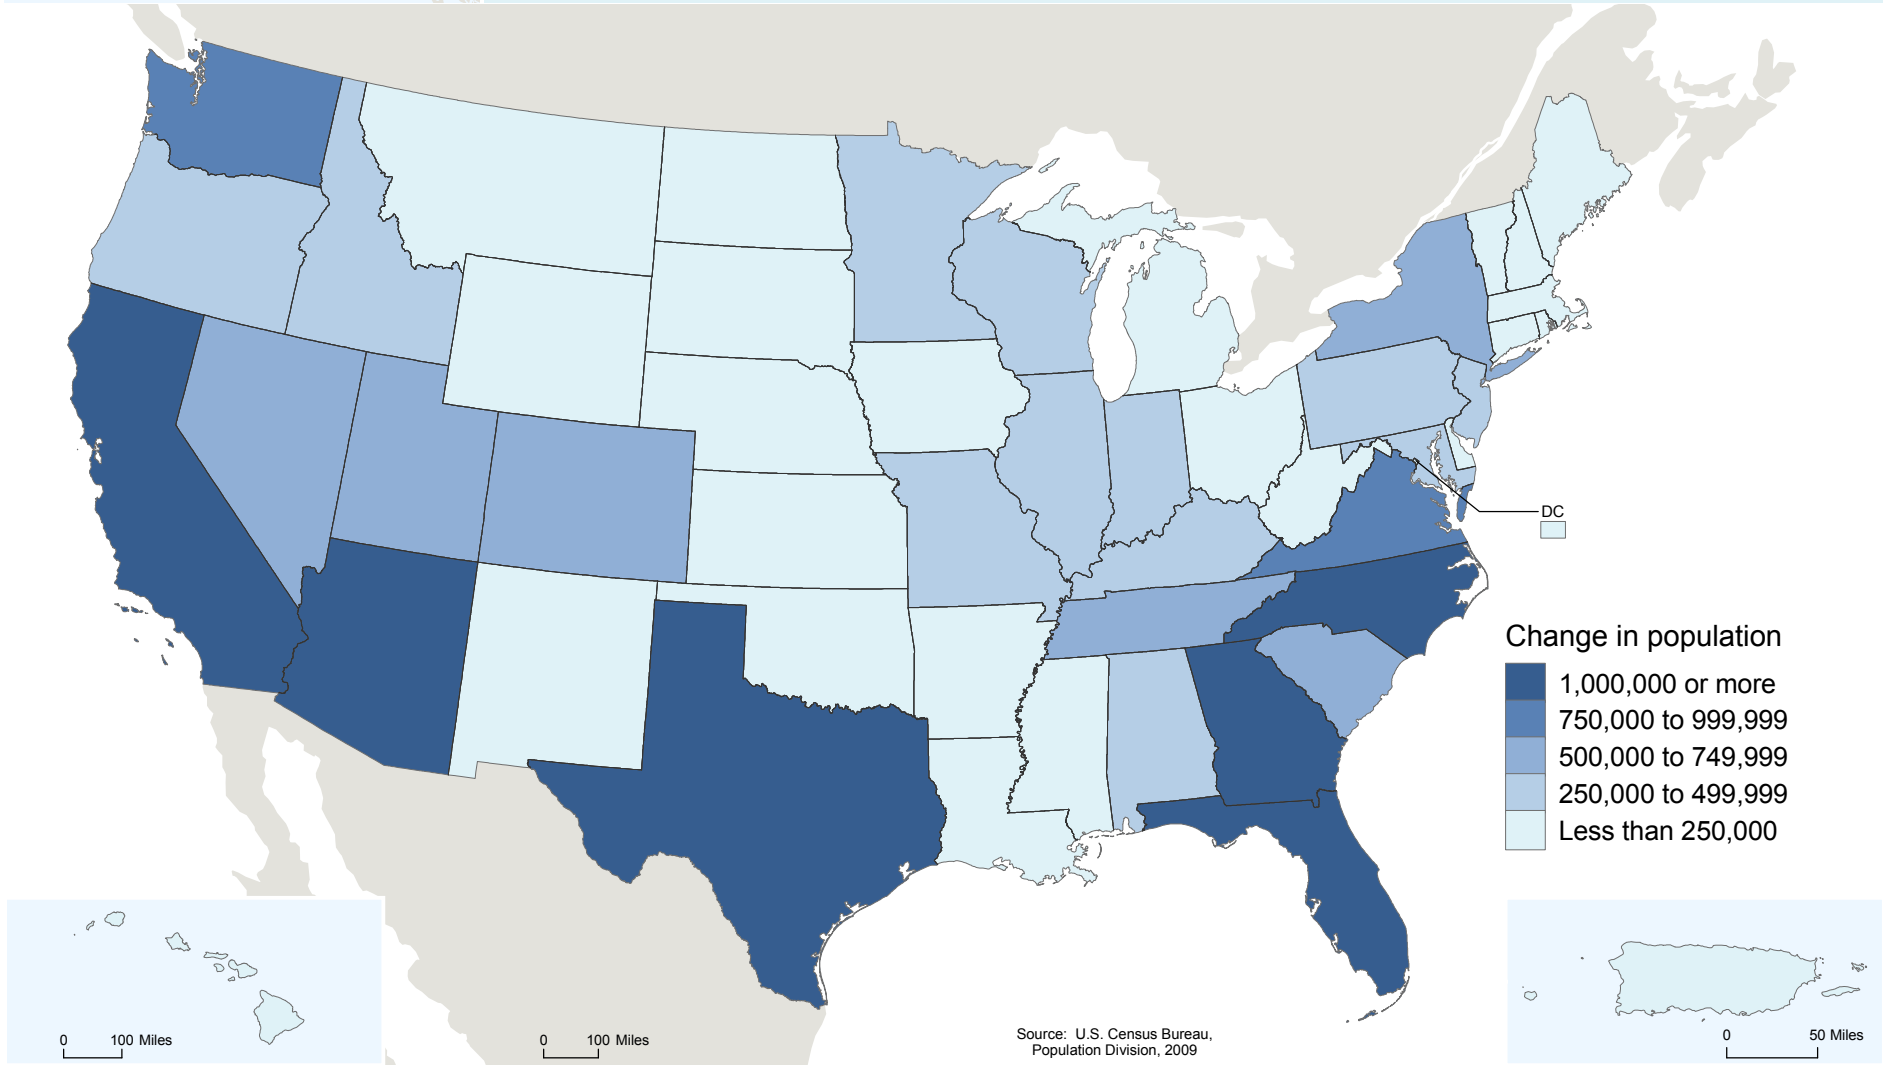 DC
Change in population
1,000,000 or more
750,000 to 999,999
500,000 to 749,999
250,000 to 499,999
Less than 250,000
0 100 Miles
0 100 Miles
Source: U.S. Census Bureau,
Population Division, 2009
0 50 Miles